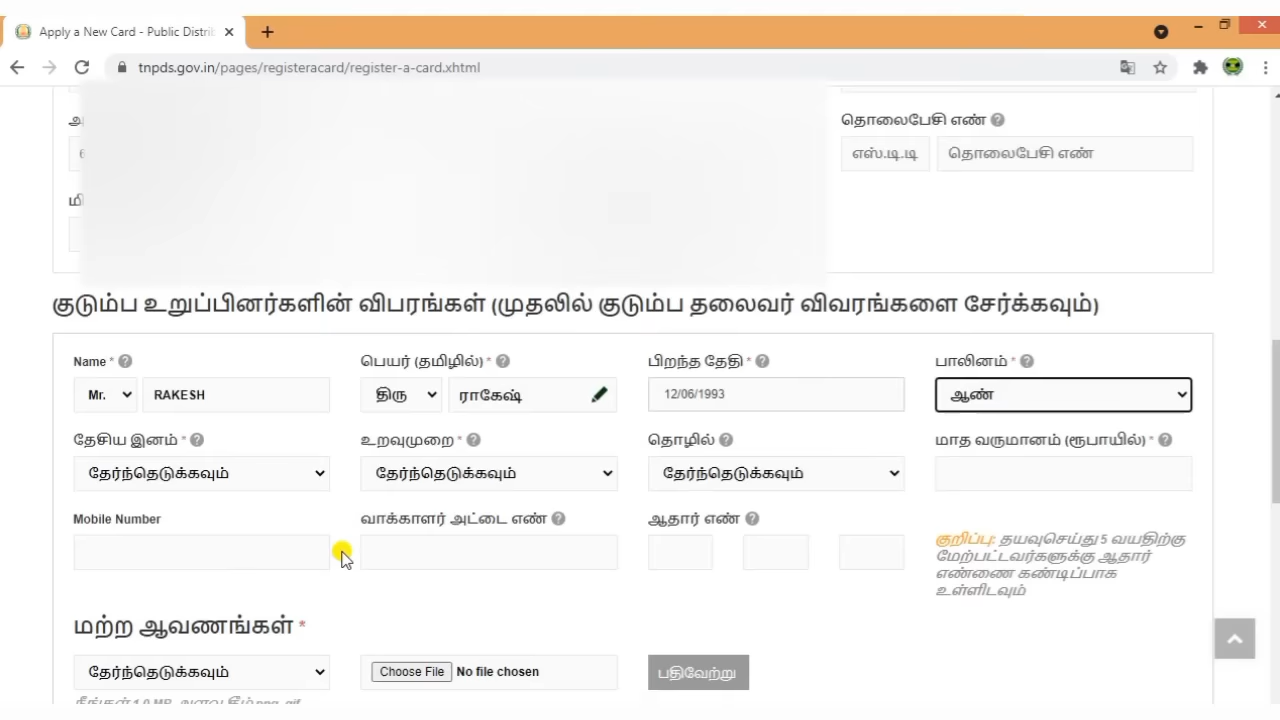 Apply a New Card - Public Distrib
tnpds.gov.in/pages/registeracard/register-a-card.xhtml
தொலைபேசி எண்
எஸ்.டி.டி தொலைபேசி எண்
குடும்ப உறுப்பினர்களின் விபரங்கள் (முதலில் குடும்ப தலைவர் விவரங்களை சேர்க்கவும்)
Name * பெயர் (தமிழில்) * பிறந்த தேதி * பாலினம் *
Mr. RAKESH திரு ராகேஷ் 12/06/1993 ஆண்
தேசிய இனம் * உறவுமுறை * தொழில் மாத வருமானம் (ரூபாயில்) *
தேர்ந்தெடுக்கவும் தேர்ந்தெடுக்கவும் தேர்ந்தெடுக்கவும்
Mobile Number வாக்காளர் அட்டை எண் ஆதார் எண்
குறிப்பு: தயவுசெய்து 5 வயதிற்கு
மேற்பட்டவர்களுக்கு ஆதார்
எண்ணை கண்டிப்பாக
உள்ளிடவும்
மற்ற ஆவணங்கள் *
தேர்ந்தெடுக்கவும் Choose File No file chosen பதிவேற்று